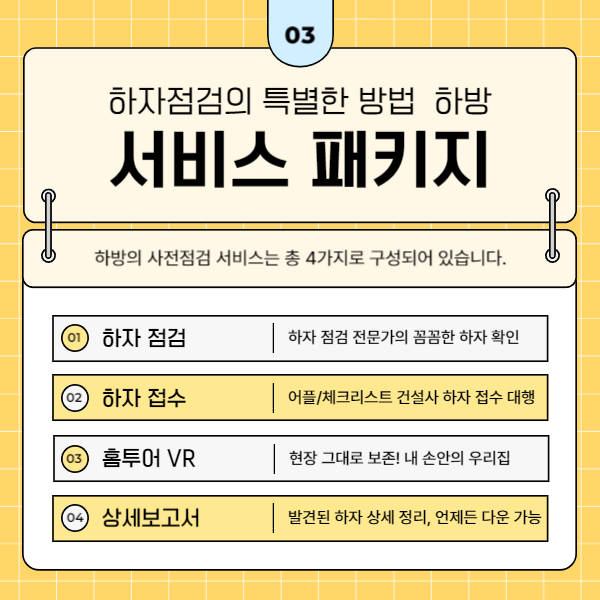 03
하자점검의 특별한 방법 하방
서비스 패키지
하방의 사전점검 서비스는 총 4가지로 구성되어 있습니다.
01 하자 점검 하자 점검 전문가의 꼼꼼한 하자 확인
02 하자 접수 어플/체크리스트 건설사 하자 접수 대행
03 홈투어 VR 현장 그대로 보존! 내 손안의 우리집
04 상세보고서 발견된 하자 상세 정리, 언제든 다운 가능